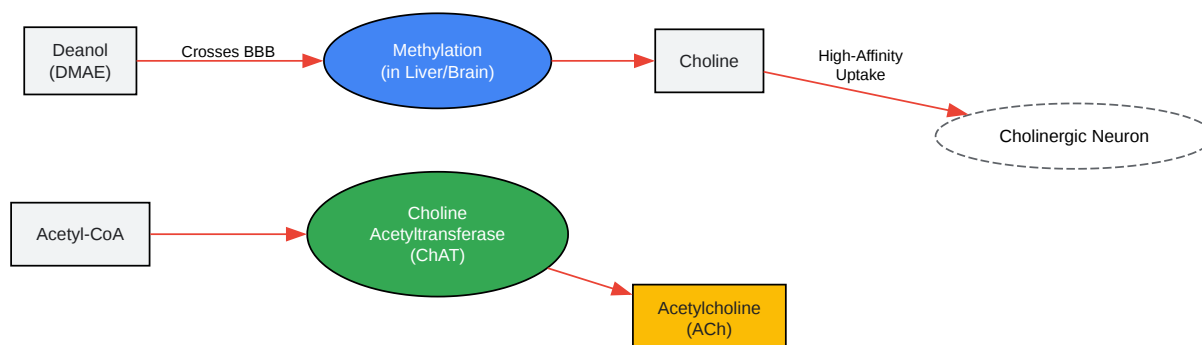 Deanol
(DMAE)
Crosses BBB
Methylation
(in Liver/Brain)
Choline
High-Affinity
Uptake
Cholinergic Neuron
Acetyl-CoA
Choline
Acetyltransferase
(ChAT)
Acetylcholine
(ACh)